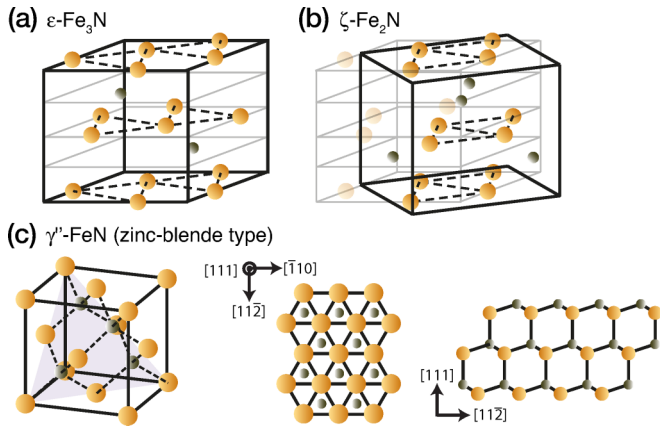 (a) ε-Fe₃N
(b) ζ-Fe₂N
(c) γ''-FeN (zinc-blende type)
[111] [1̅10]
[112̅]
[111]
[112̅]